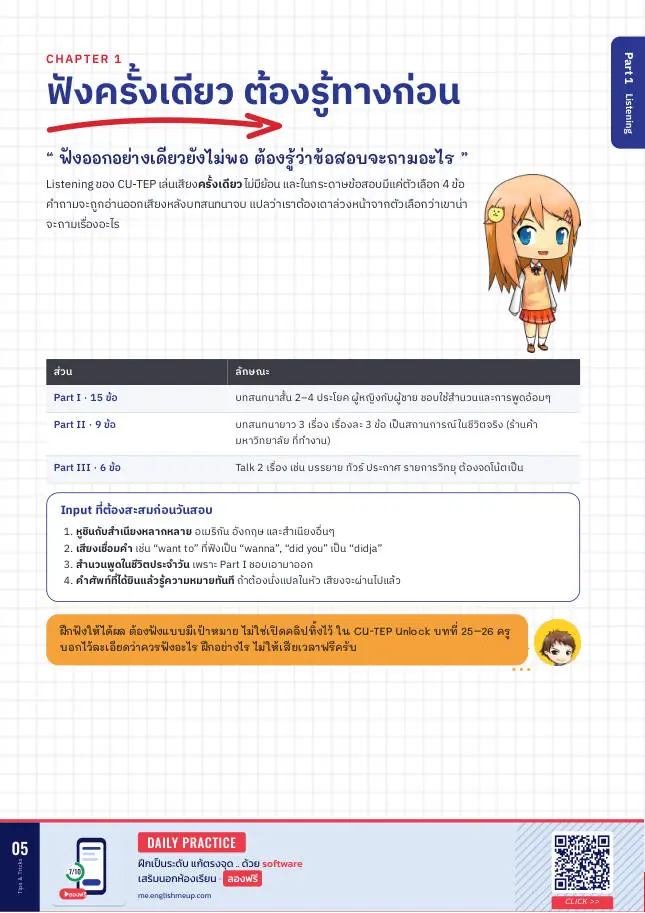 CHAPTER 1
ฟังครั้งเดียว ต้องรู้ทางก่อน
Part 1 Listening
“ ฟังออกอย่างเดียวยังไม่พอ ต้องรู้ว่าข้อสอบจะถามอะไร ”
Listening ของ CU-TEP เล่นเสียงครั้งเดียว ไม่มีย้อน และในกระดาษข้อสอบมีแค่ตัวเลือก 4 ข้อ
คำถามจะถูกอ่านออกเสียงหลังบทสนทนาจบ แปลว่าเราต้องเดาล่วงหน้าจากตัวเลือกว่าเขาน่า
จะถามเรื่องอะไร
ส่วน ลักษณะ
Part I · 15 ข้อ บทสนทนาสั้น 2–4 ประโยค ผู้หญิงกับผู้ชาย ชอบใช้สำนวนและการพูดอ้อมๆ
Part II · 9 ข้อ บทสนทนายาว 3 เรื่อง เรื่องละ 3 ข้อ เป็นสถานการณ์ในชีวิตจริง (ร้านค้า
มหาวิทยาลัย ที่ทำงาน)
Part III · 6 ข้อ Talk 2 เรื่อง เช่น บรรยาย ทัวร์ ประกาศ รายการวิทยุ ต้องจดโน้ตเป็น
Input ที่ต้องสะสมก่อนวันสอบ
1. หูชินกับสำเนียงหลากหลาย อเมริกัน อังกฤษ และสำเนียงอื่นๆ
2. เสียงเชื่อมคำ เช่น “want to” ที่ฟังเป็น “wanna”, “did you” เป็น “didja”
3. สำนวนพูดในชีวิตประจำวัน เพราะ Part I ชอบเอามาออก
4. คำศัพท์ที่ได้ยินแล้วรู้ความหมายทันที ถ้าต้องนั่งแปลในหัว เสียงจะผ่านไปแล้ว
ฝึกฟังให้ได้ผล ต้องฟังแบบมีเป้าหมาย ไม่ใช่เปิดคลิปทิ้งไว้ ใน CU-TEP Unlock บทที่ 25–26 ครู
บอกไว้ละเอียดว่าควรฟังอะไร ฝึกอย่างไร ไม่ให้เสียเวลาฟรีครับ
05
Tips & Tricks
7/10
ลองฟรี
DAILY PRACTICE
ฝึกเป็นระดับ แก้ตรงจุด .. ด้วย software
เสริมนอกห้องเรียน · ลองฟรี
me.englishmeup.com
CLICK >>